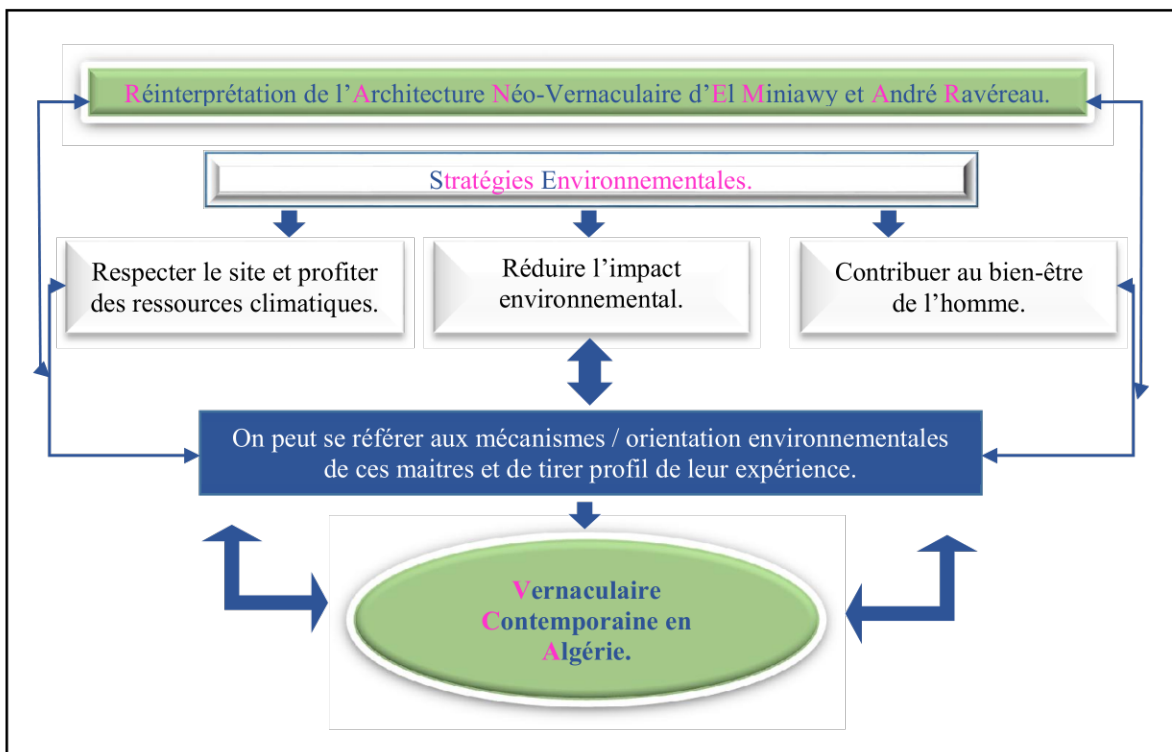 Réinterprétation de l'Architecture Néo-Vernaculaire d'El Miniawy et André Ravéreau.
Stratégies Environnementales.
Respecter le site et profiter
des ressources climatiques.
Réduire l'impact
environnemental.
Contribuer au bien-être
de l'homme.
On peut se référer aux mécanismes / orientation environnementales
de ces maitres et de tirer profil de leur expérience.
Vernaculaire
Contemporaine en
Algérie.